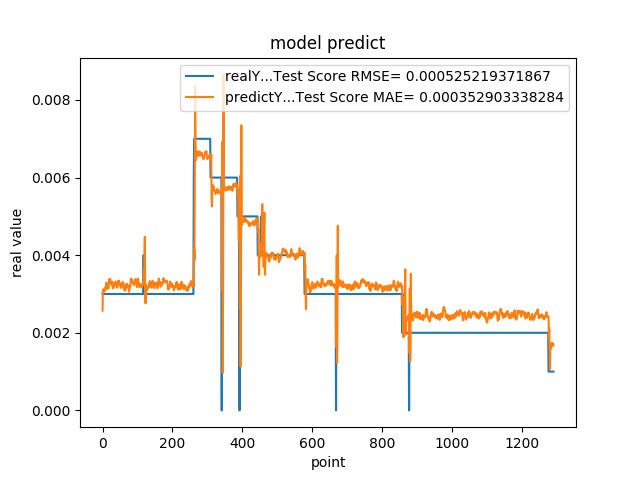 model predict
realY...Test Score RMSE= 0.000525219371867
predictY...Test Score MAE= 0.000352903338284
real value
0.008
0.006
0.004
0.002
0.000
0 200 400 600 800 1000 1200
point